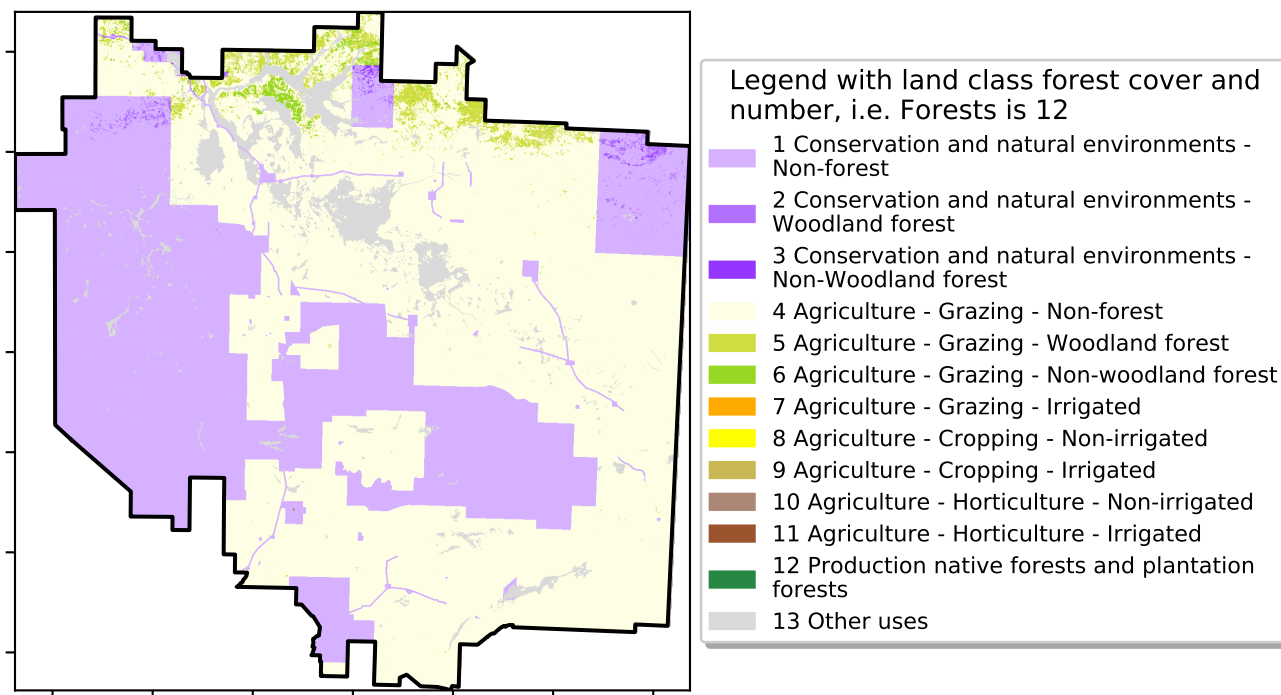 Legend with land class forest cover and
number, i.e. Forests is 12
1 Conservation and natural environments -
Non-forest
2 Conservation and natural environments -
Woodland forest
3 Conservation and natural environments -
Non-Woodland forest
4 Agriculture - Grazing - Non-forest
5 Agriculture - Grazing - Woodland forest
6 Agriculture - Grazing - Non-woodland forest
7 Agriculture - Grazing - Irrigated
8 Agriculture - Cropping - Non-irrigated
9 Agriculture - Cropping - Irrigated
10 Agriculture - Horticulture - Non-irrigated
11 Agriculture - Horticulture - Irrigated
12 Production native forests and plantation
forests
13 Other uses